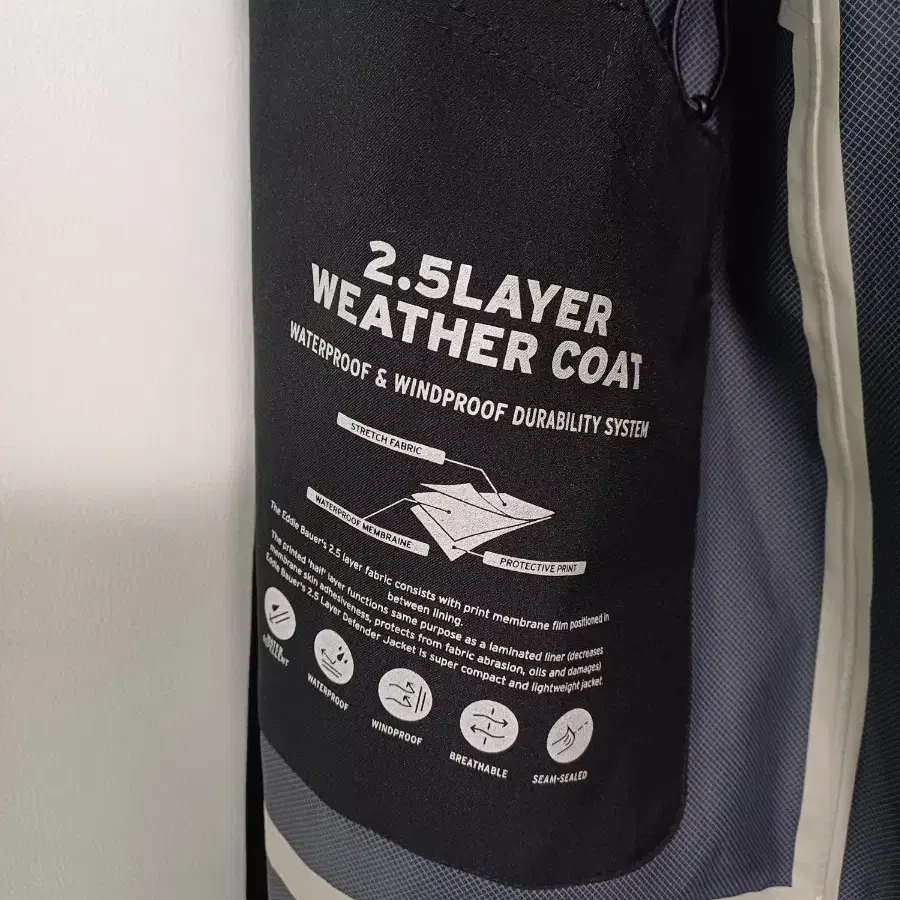 2.5LAYER
WEATHER COAT
WATERPROOF & WINDPROOF DURABILITY SYSTEM
STRETCH FABRIC
WATERPROOF MEMBRAINE
PROTECTIVE PRINT
The Eddie Bauer's 2.5 layer fabric consists with print membrane film positioned in
between lining.
The printed 'half' layer functions same purpose as a laminated liner (decreases
membrane skin adhesiveness, protects from fabric abrasion, oils and damages)
Eddie Bauer's 2.5 Layer Defender Jacket is super compact and lightweight jacket.
WATER
REPELLENT
WATERPROOF
WINDPROOF
BREATHABLE
SEAM-SEALED